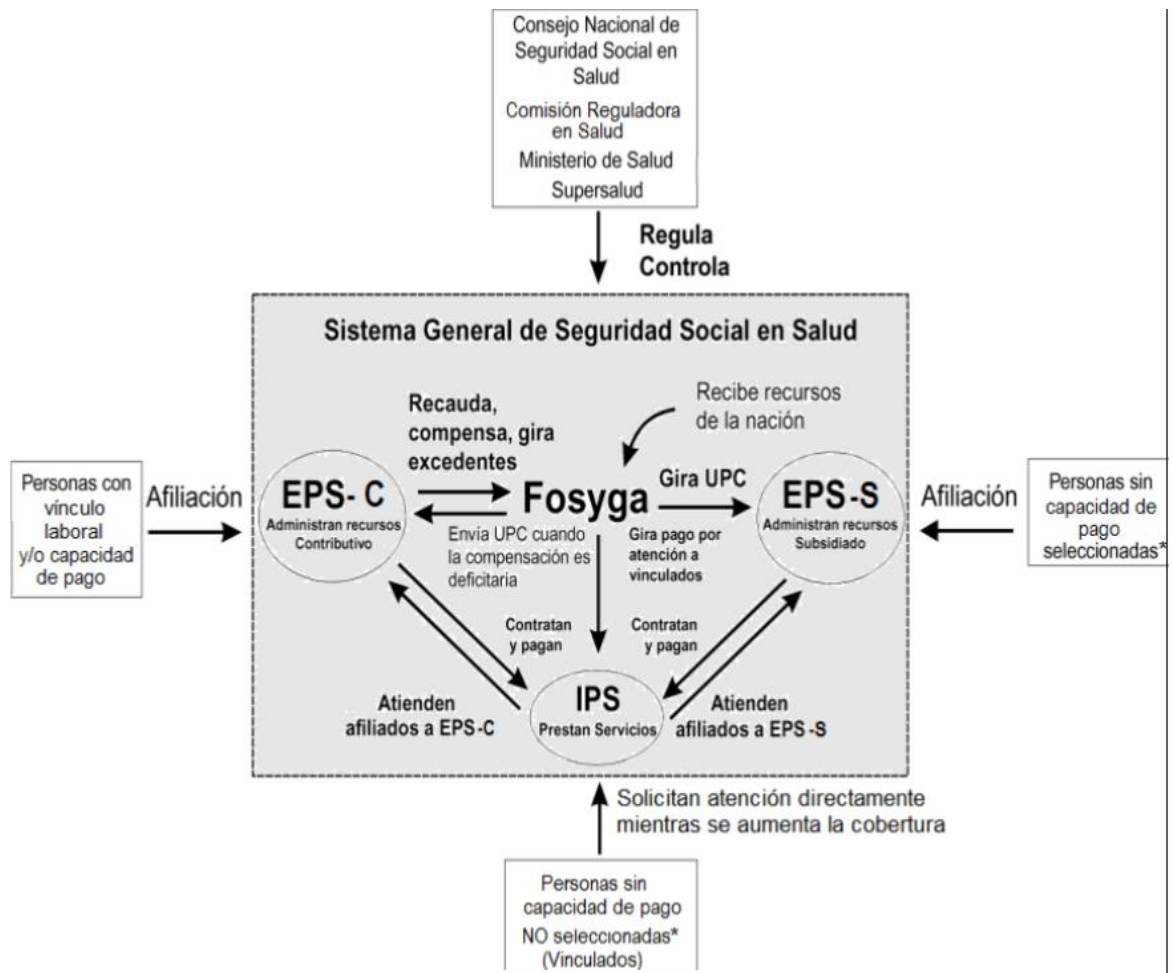 Consejo Nacional de
Seguridad Social en
Salud
Comisión Reguladora
en Salud
Ministerio de Salud
Supersalud
Regula
Controla
Sistema General de Seguridad Social en Salud
Recibe recursos
de la nación
Recauda,
compensa, gira
excedentes
Personas con
vínculo
laboral
y/o capacidad
de pago
Afiliación
EPS- C
Administran recursos
Contributivo
Fosyga
Gira UPC
EPS -S
Administran recursos
Subsidiado
Afiliación
Personas sin
capacidad de
pago
seleccionadas*
Envía UPC cuando
la compensación es
deficitaria
Gira pago por
atención a
vinculados
Contratan
y pagan
Contratan
y pagan
Atienden
afiliados a EPS-C
IPS
Prestan Servicios
Atienden
afiliados a EPS-S
Solicitan atención directamente
mientras se aumenta la cobertura
Personas sin
capacidad de pago
NO seleccionadas*
(Vinculados)